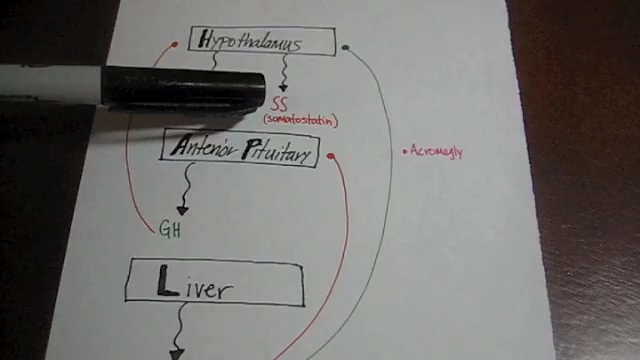 Hypothalamus
SS
(somatostatin)
Anterior Pituitary
• Acromegly
GH
Liver